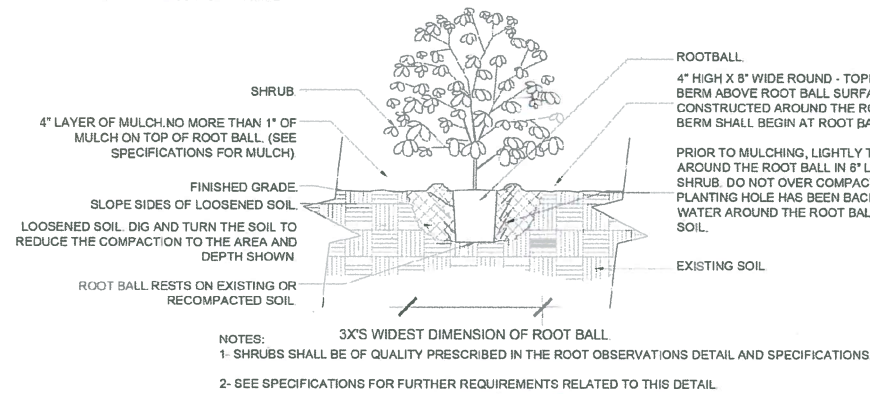 SHRUB.
4" LAYER OF MULCH.NO MORE THAN 1" OF
MULCH ON TOP OF ROOT BALL. (SEE
SPECIFICATIONS FOR MULCH).
FINISHED GRADE.
SLOPE SIDES OF LOOSENED SOIL.
LOOSENED SOIL. DIG AND TURN THE SOIL TO
REDUCE THE COMPACTION TO THE AREA AND
DEPTH SHOWN.
ROOT BALL RESTS ON EXISTING OR
RECOMPACTED SOIL.
ROOTBALL.
4" HIGH X 8" WIDE ROUND - TOP
BERM ABOVE ROOT BALL SURFA
CONSTRUCTED AROUND THE RO
BERM SHALL BEGIN AT ROOT BA
PRIOR TO MULCHING, LIGHTLY T
AROUND THE ROOT BALL IN 6" L
SHRUB. DO NOT OVER COMPAC
PLANTING HOLE HAS BEEN BAC
WATER AROUND THE ROOT BAL
SOIL.
EXISTING SOIL.
3X'S WIDEST DIMENSION OF ROOT BALL.
NOTES:
1- SHRUBS SHALL BE OF QUALITY PRESCRIBED IN THE ROOT OBSERVATIONS DETAIL AND SPECIFICATIONS
2- SEE SPECIFICATIONS FOR FURTHER REQUIREMENTS RELATED TO THIS DETAIL.